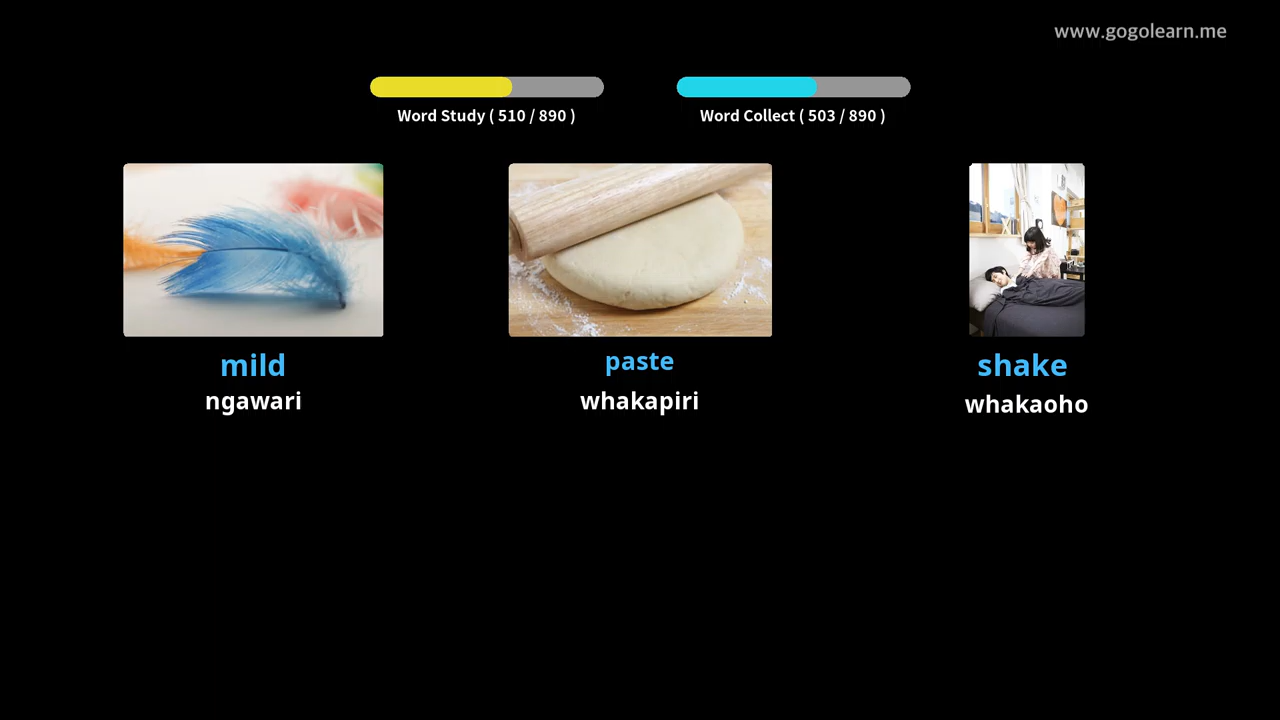 www.gogolearn.me
Word Study ( 510 / 890 )
Word Collect ( 503 / 890 )
mild
ngawari
paste
whakapiri
shake
whakaoho